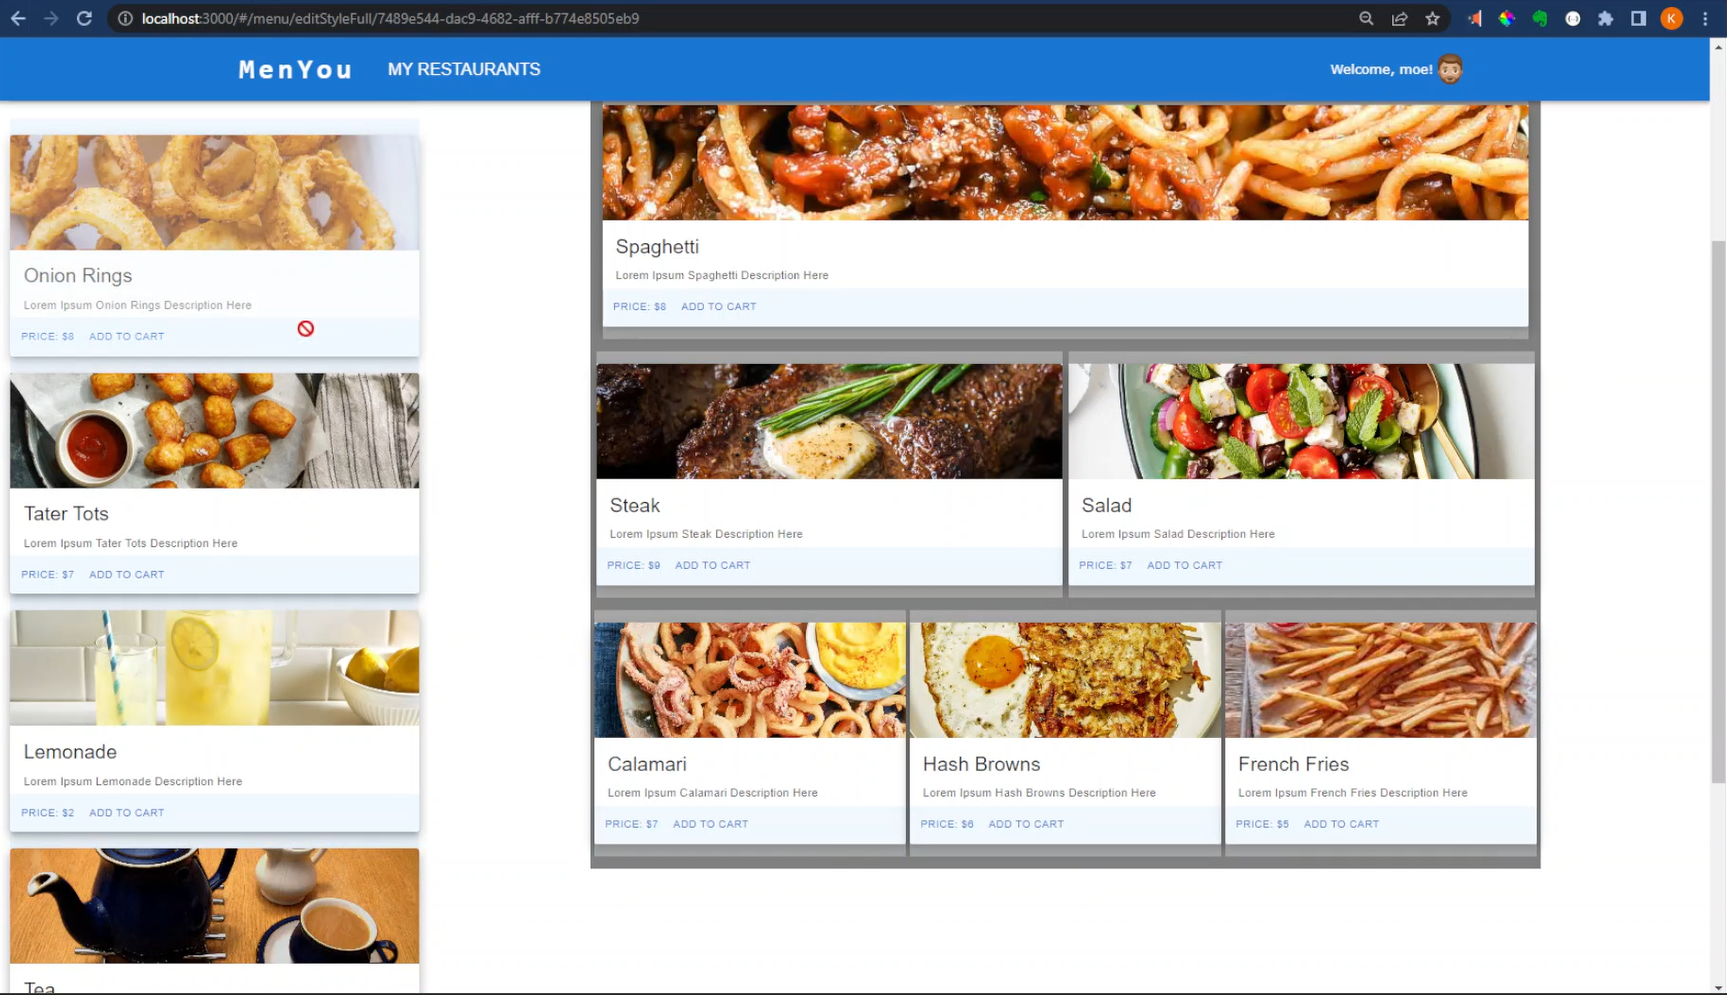 localhost:3000/#/menu/editStyleFull/7489e544-dac9-4682-afff-b774e8505eb9
K
MenYou
MY RESTAURANTS
Welcome, moe!
Onion Rings
Lorem Ipsum Onion Rings Description Here
PRICE: $8 ADD TO CART
Tater Tots
Lorem Ipsum Tater Tots Description Here
PRICE: $7 ADD TO CART
Lemonade
Lorem Ipsum Lemonade Description Here
PRICE: $2 ADD TO CART
Tea
Spaghetti
Lorem Ipsum Spaghetti Description Here
PRICE: $8 ADD TO CART
Steak
Lorem Ipsum Steak Description Here
PRICE: $9 ADD TO CART
Salad
Lorem Ipsum Salad Description Here
PRICE: $7 ADD TO CART
Calamari
Lorem Ipsum Calamari Description Here
PRICE: $7 ADD TO CART
Hash Browns
Lorem Ipsum Hash Browns Description Here
PRICE: $6 ADD TO CART
French Fries
Lorem Ipsum French Fries Description Here
PRICE: $5 ADD TO CART